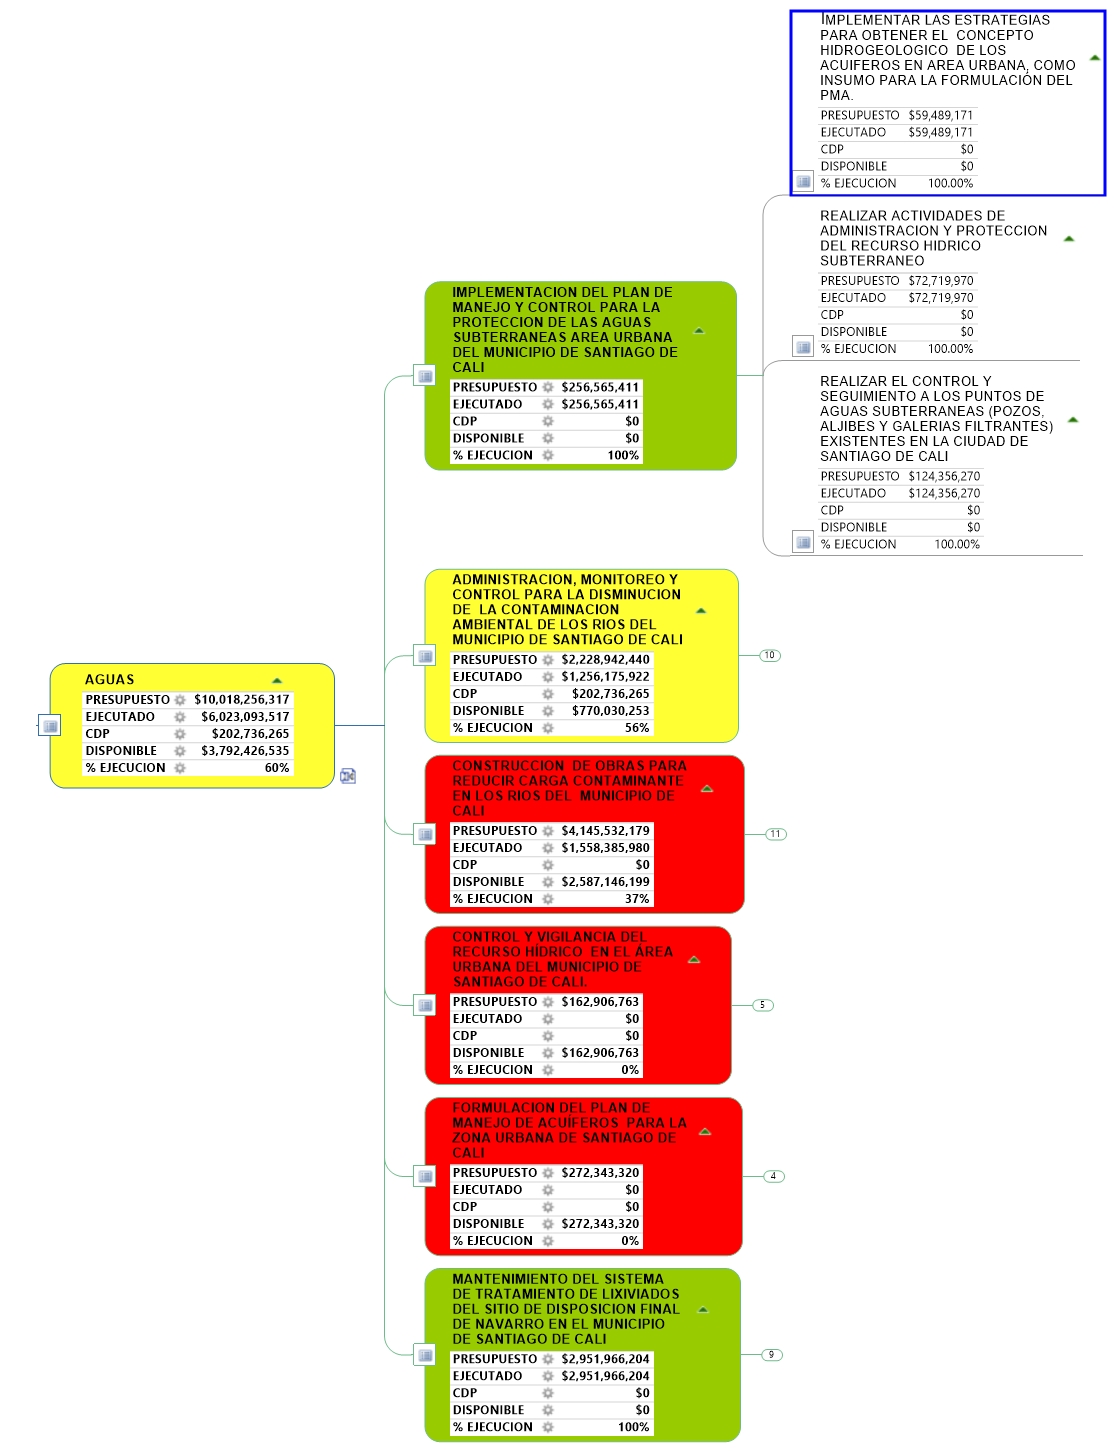 AGUAS
PRESUPUESTO $10,018,256,317
EJECUTADO $6,023,093,517
CDP $202,736,265
DISPONIBLE $3,792,426,535
% EJECUCION 60%
IMPLEMENTACION DEL PLAN DE
MANEJO Y CONTROL PARA LA
PROTECCION DE LAS AGUAS
SUBTERRANEAS AREA URBANA
DEL MUNICIPIO DE SANTIAGO DE
CALI
PRESUPUESTO $256,565,411
EJECUTADO $256,565,411
CDP $0
DISPONIBLE $0
% EJECUCION 100%
IMPLEMENTAR LAS ESTRATEGIAS
PARA OBTENER EL CONCEPTO
HIDROGEOLOGICO DE LOS
ACUIFEROS EN AREA URBANA, COMO
INSUMO PARA LA FORMULACIÓN DEL
PMA.
PRESUPUESTO $59,489,171
EJECUTADO $59,489,171
CDP $0
DISPONIBLE $0
% EJECUCION 100.00%
REALIZAR ACTIVIDADES DE
ADMINISTRACION Y PROTECCION
DEL RECURSO HIDRICO
SUBTERRANEO
PRESUPUESTO $72,719,970
EJECUTADO $72,719,970
CDP $0
DISPONIBLE $0
% EJECUCION 100.00%
REALIZAR EL CONTROL Y
SEGUIMIENTO A LOS PUNTOS DE
AGUAS SUBTERRANEAS (POZOS,
ALJIBES Y GALERIAS FILTRANTES)
EXISTENTES EN LA CIUDAD DE
SANTIAGO DE CALI
PRESUPUESTO $124,356,270
EJECUTADO $124,356,270
CDP $0
DISPONIBLE $0
% EJECUCION 100.00%
ADMINISTRACION, MONITOREO Y
CONTROL PARA LA DISMINUCION
DE LA CONTAMINACION
AMBIENTAL DE LOS RIOS DEL
MUNICIPIO DE SANTIAGO DE CALI
PRESUPUESTO $2,228,942,440
EJECUTADO $1,256,175,922
CDP $202,736,265
DISPONIBLE $770,030,253
% EJECUCION 56%
10
CONSTRUCCION DE OBRAS PARA
REDUCIR CARGA CONTAMINANTE
EN LOS RIOS DEL MUNICIPIO DE
CALI
PRESUPUESTO $4,145,532,179
EJECUTADO $1,558,385,980
CDP $0
DISPONIBLE $2,587,146,199
% EJECUCION 37%
11
CONTROL Y VIGILANCIA DEL
RECURSO HÍDRICO EN EL ÁREA
URBANA DEL MUNICIPIO DE
SANTIAGO DE CALI.
PRESUPUESTO $162,906,763
EJECUTADO $0
CDP $0
DISPONIBLE $162,906,763
% EJECUCION 0%
5
FORMULACION DEL PLAN DE
MANEJO DE ACUÍFEROS PARA LA
ZONA URBANA DE SANTIAGO DE
CALI
PRESUPUESTO $272,343,320
EJECUTADO $0
CDP $0
DISPONIBLE $272,343,320
% EJECUCION 0%
4
MANTENIMIENTO DEL SISTEMA
DE TRATAMIENTO DE LIXIVIADOS
DEL SITIO DE DISPOSICION FINAL
DE NAVARRO EN EL MUNICIPIO
DE SANTIAGO DE CALI
PRESUPUESTO $2,951,966,204
EJECUTADO $2,951,966,204
CDP $0
DISPONIBLE $0
% EJECUCION 100%
9